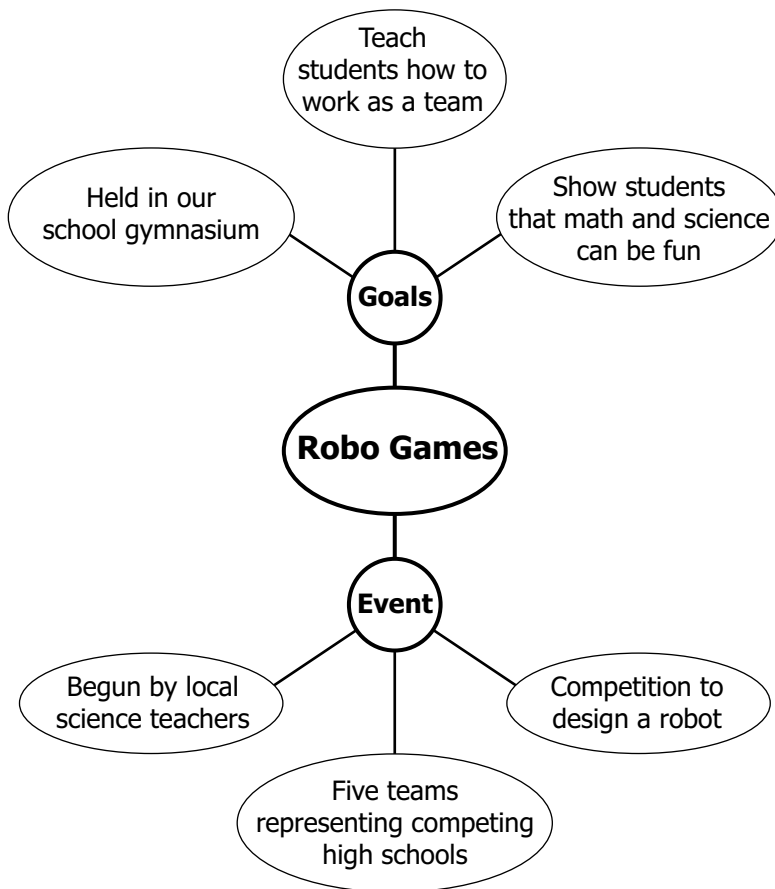 Teach
students how to
work as a team
Held in our
school gymnasium
Show students
that math and science
can be fun
Goals
Robo Games
Event
Begun by local
science teachers
Competition to
design a robot
Five teams
representing competing
high schools